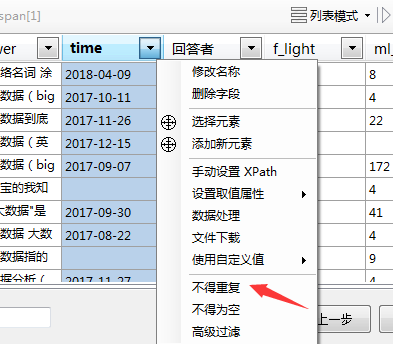 span[1]
列表模式
wer time 回答者 f_light ml_
络名词 涂 2018-04-09 8
数据（big 2017-10-11 4
数据到底 2017-11-26 22
数据（英 2017-12-15
数据（big 2017-09-07 172
宝的我知 4
大数据"是 2017-09-30 41
数据 大数 2017-08-22 4
数据指的 9
据分析（ 2017-11-27 4
修改名称
删除字段
选择元素
添加新元素
手动设置 XPath
设置取值属性
数据处理
文件下载
使用自定义值
不得重复
不得为空
高级过滤
上一步